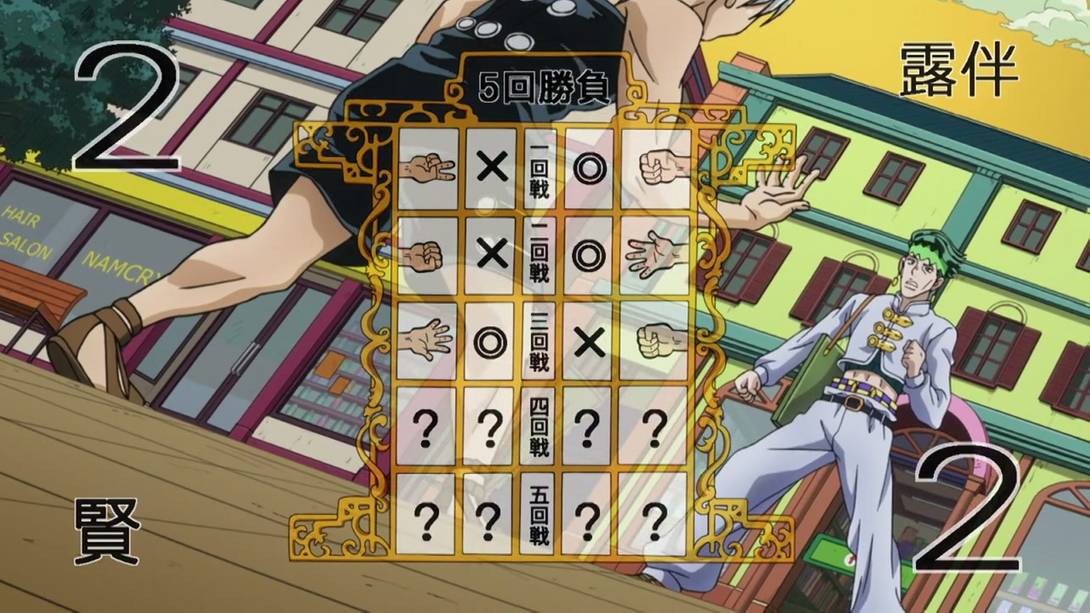 2
露伴
5回勝負
× 一回戦 ◎
× 二回戦 ◎
◎ 三回戦 ×
? ? 四回戦 ? ?
? ? 五回戦 ? ?
HAIR
SALON
賢
2